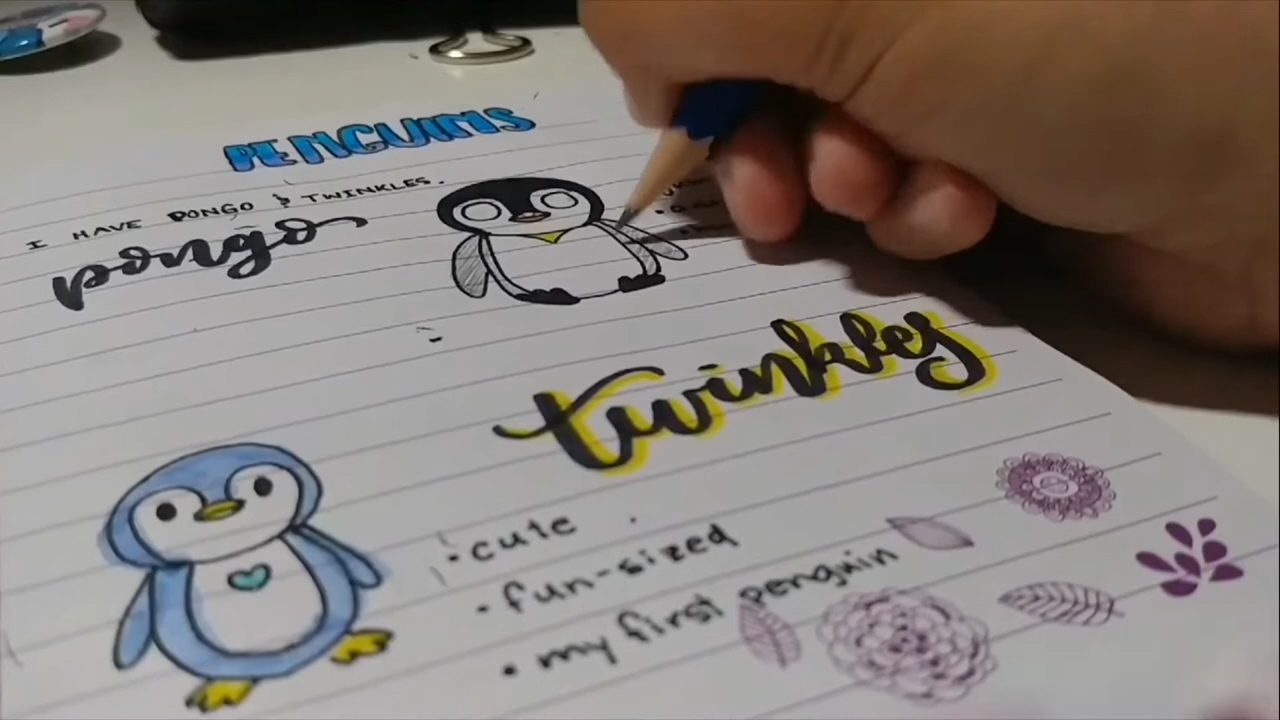 PENGUINS
I HAVE PONGO & TWINKLES.
pongo
twinkles
• cute
• fun-sized
• my first penguin